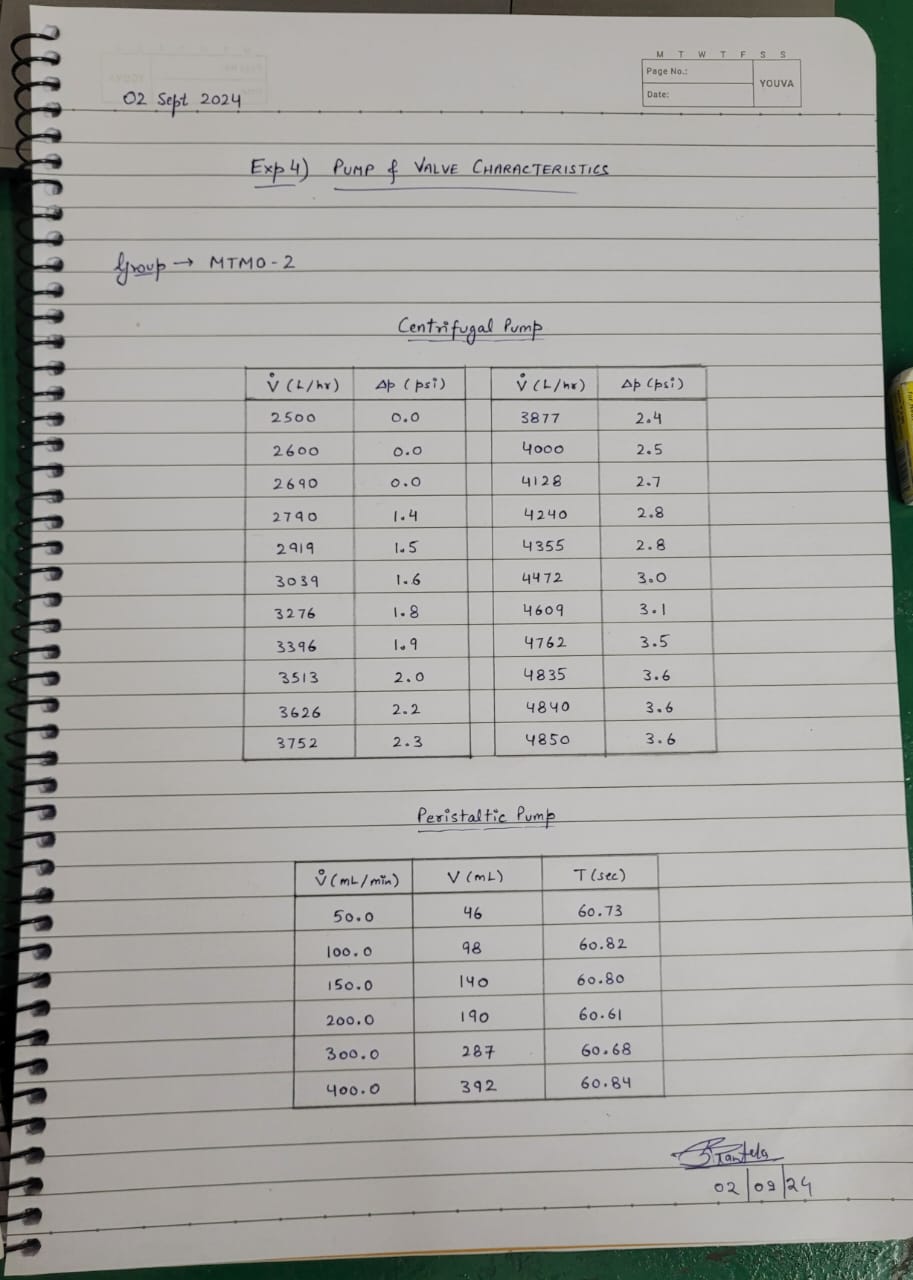 M T W T F S S
Page No.:
YOUVA
Date:
02 Sept 2024
Exp 4) PUMP & VALVE CHARACTERISTICS
Group → MTMO-2
Centrifugal Pump
V̇ (L/hr) Δp (psi) V̇ (L/hr) Δp (psi)
2500 0.0 3877 2.4
2600 0.0 4000 2.5
2690 0.0 4128 2.7
2790 1.4 4240 2.8
2919 1.5 4355 2.8
3039 1.6 4472 3.0
3276 1.8 4609 3.1
3396 1.9 4762 3.5
3513 2.0 4835 3.6
3626 2.2 4840 3.6
3752 2.3 4850 3.6
Peristaltic Pump
V̇ (mL/min) V (mL) T (sec)
50.0 46 60.73
100.0 98 60.82
150.0 140 60.80
200.0 190 60.61
300.0 287 60.68
400.0 392 60.84
02/09/24